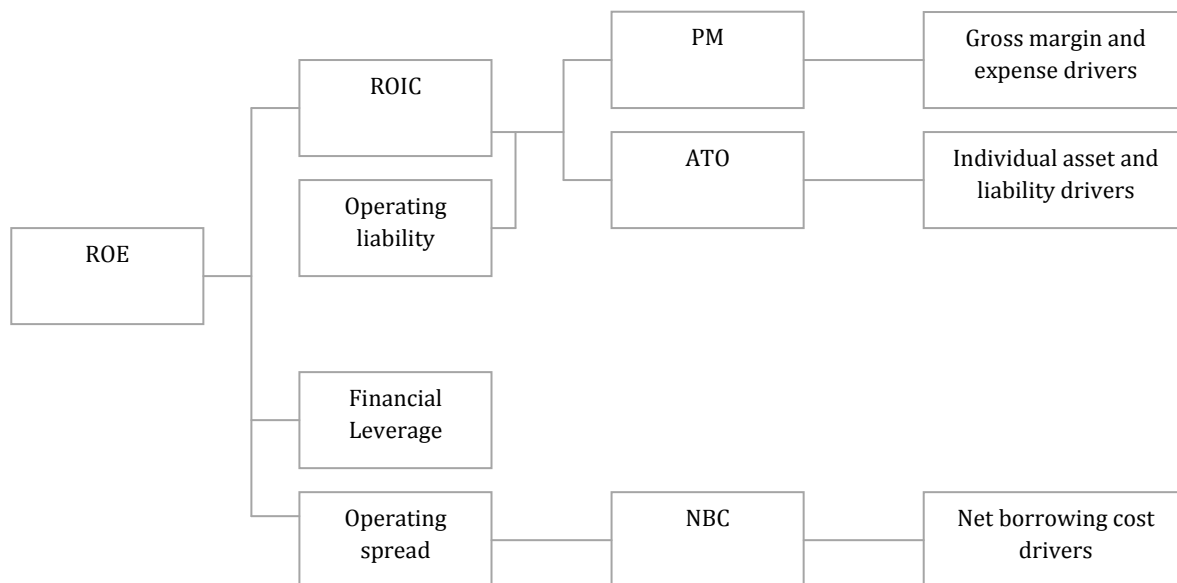 PM
Gross margin and
expense drivers
ROIC
ATO
Individual asset and
liability drivers
Operating
liability
ROE
Financial
Leverage
Operating
spread
NBC
Net borrowing cost
drivers